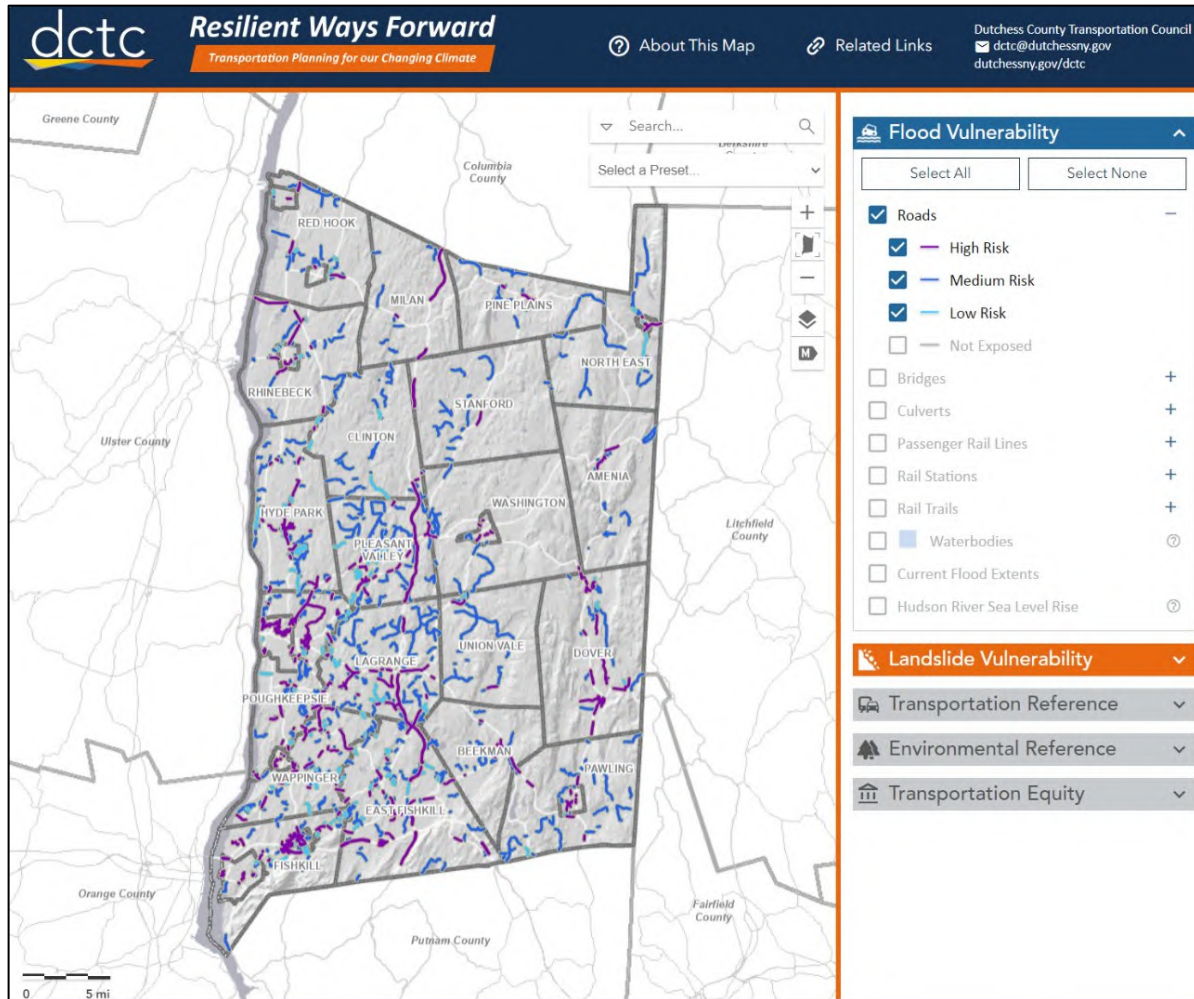 dctc
Resilient Ways Forward
Transportation Planning for our Changing Climate
About This Map
Related Links
Dutchess County Transportation Council
dctc@dutchessny.gov
dutchessny.gov/dctc
Greene County
Columbia
County
Search...
Select a Preset...
RED HOOK
MILAN
PINE PLAINS
NORTH EAST
RHINEBECK
STANFORD
Ulster County
CLINTON
AMENIA
WASHINGTON
HYDE PARK
Litchfield
County
PLEASANT
VALLEY
UNION VALE
DOVER
LAGRANGE
POUGHKEEPSIE
BEEKMAN
PAWLING
WAPPINGER
EAST FISHKILL
FISHKILL
Orange County
Putnam County
Fairfield
County
0 5 mi
M
Flood Vulnerability
Select All
Select None
Roads
High Risk
Medium Risk
Low Risk
Not Exposed
Bridges
Culverts
Passenger Rail Lines
Rail Stations
Rail Trails
Waterbodies
Current Flood Extents
Hudson River Sea Level Rise
Landslide Vulnerability
Transportation Reference
Environmental Reference
Transportation Equity